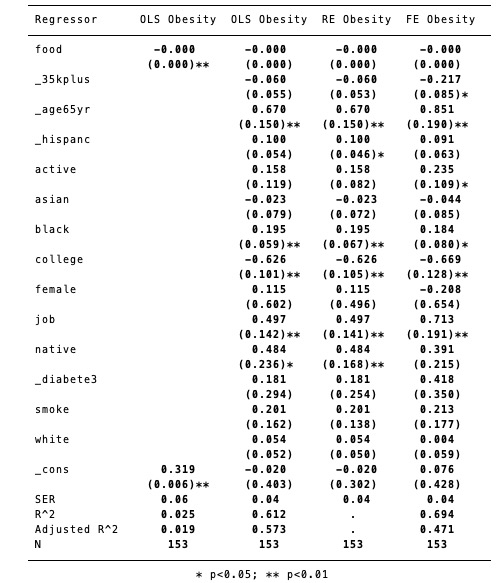 Regressor OLS Obesity OLS Obesity RE Obesity FE Obesity
food -0.000 -0.000 -0.000 -0.000
(0.000)** (0.000) (0.000) (0.000)
_35kplus -0.060 -0.060 -0.217
(0.055) (0.053) (0.085)*
_age65yr 0.670 0.670 0.851
(0.150)** (0.150)** (0.190)**
_hispanc 0.100 0.100 0.091
(0.054) (0.046)* (0.063)
active 0.158 0.158 0.235
(0.119) (0.082) (0.109)*
asian -0.023 -0.023 -0.044
(0.079) (0.072) (0.085)
black 0.195 0.195 0.184
(0.059)** (0.067)** (0.080)*
college -0.626 -0.626 -0.669
(0.101)** (0.105)** (0.128)**
female 0.115 0.115 -0.208
(0.602) (0.496) (0.654)
job 0.497 0.497 0.713
(0.142)** (0.141)** (0.191)**
native 0.484 0.484 0.391
(0.236)* (0.168)** (0.215)
_diabete3 0.181 0.181 0.418
(0.294) (0.254) (0.350)
smoke 0.201 0.201 0.213
(0.162) (0.138) (0.177)
white 0.054 0.054 0.004
(0.052) (0.050) (0.059)
_cons 0.319 -0.020 -0.020 0.076
(0.006)** (0.403) (0.302) (0.428)
SER 0.06 0.04 0.04 0.04
R^2 0.025 0.612 . 0.694
Adjusted R^2 0.019 0.573 . 0.471
N 153 153 153 153
* p<0.05; ** p<0.01